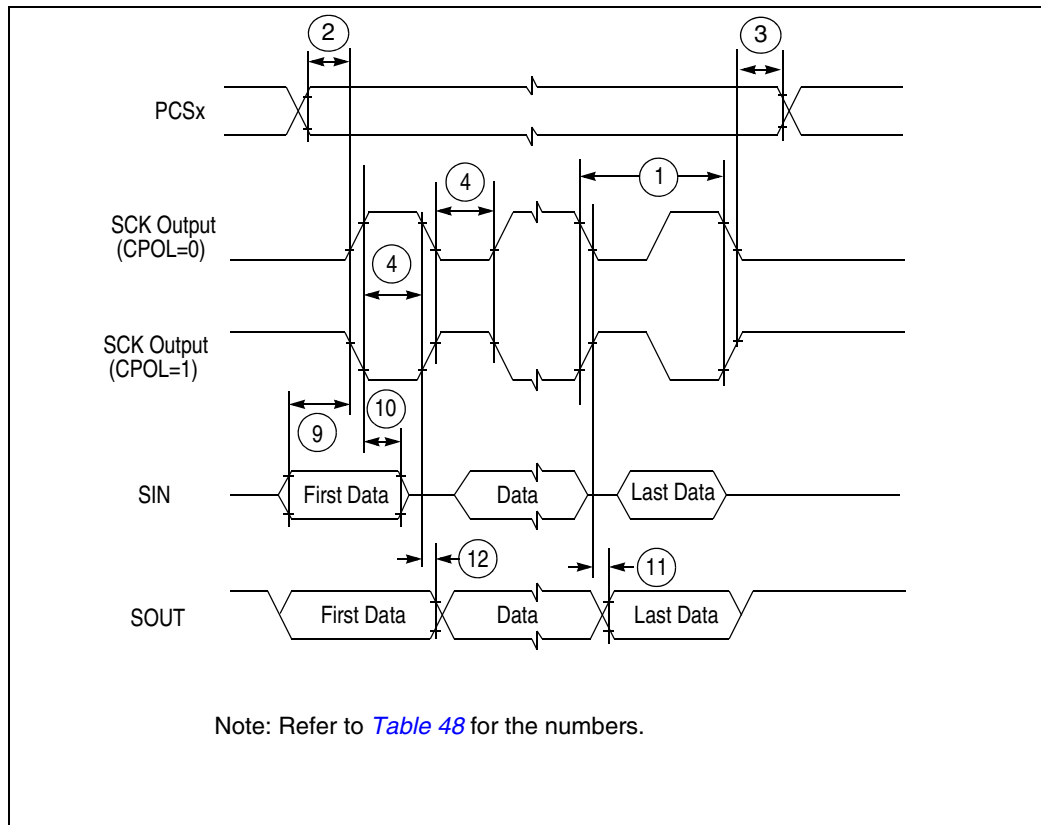 2
3
PCSx
4
1
SCK Output
(CPOL=0)
4
SCK Output
(CPOL=1)
10
9
SIN
First Data
Data
Last Data
12
11
SOUT
First Data
Data
Last Data
Note: Refer to Table 48 for the numbers.